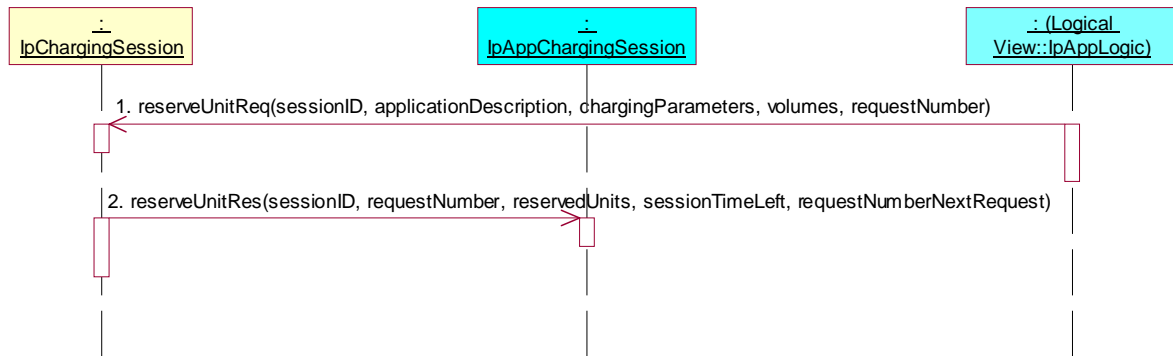 :
IpChargingSession
:
IpAppChargingSession
: (Logical
View::IpAppLogic)
1. reserveUnitReq(sessionID, applicationDescription, chargingParameters, volumes, requestNumber)
2. reserveUnitRes(sessionID, requestNumber, reservedUnits, sessionTimeLeft, requestNumberNextRequest)